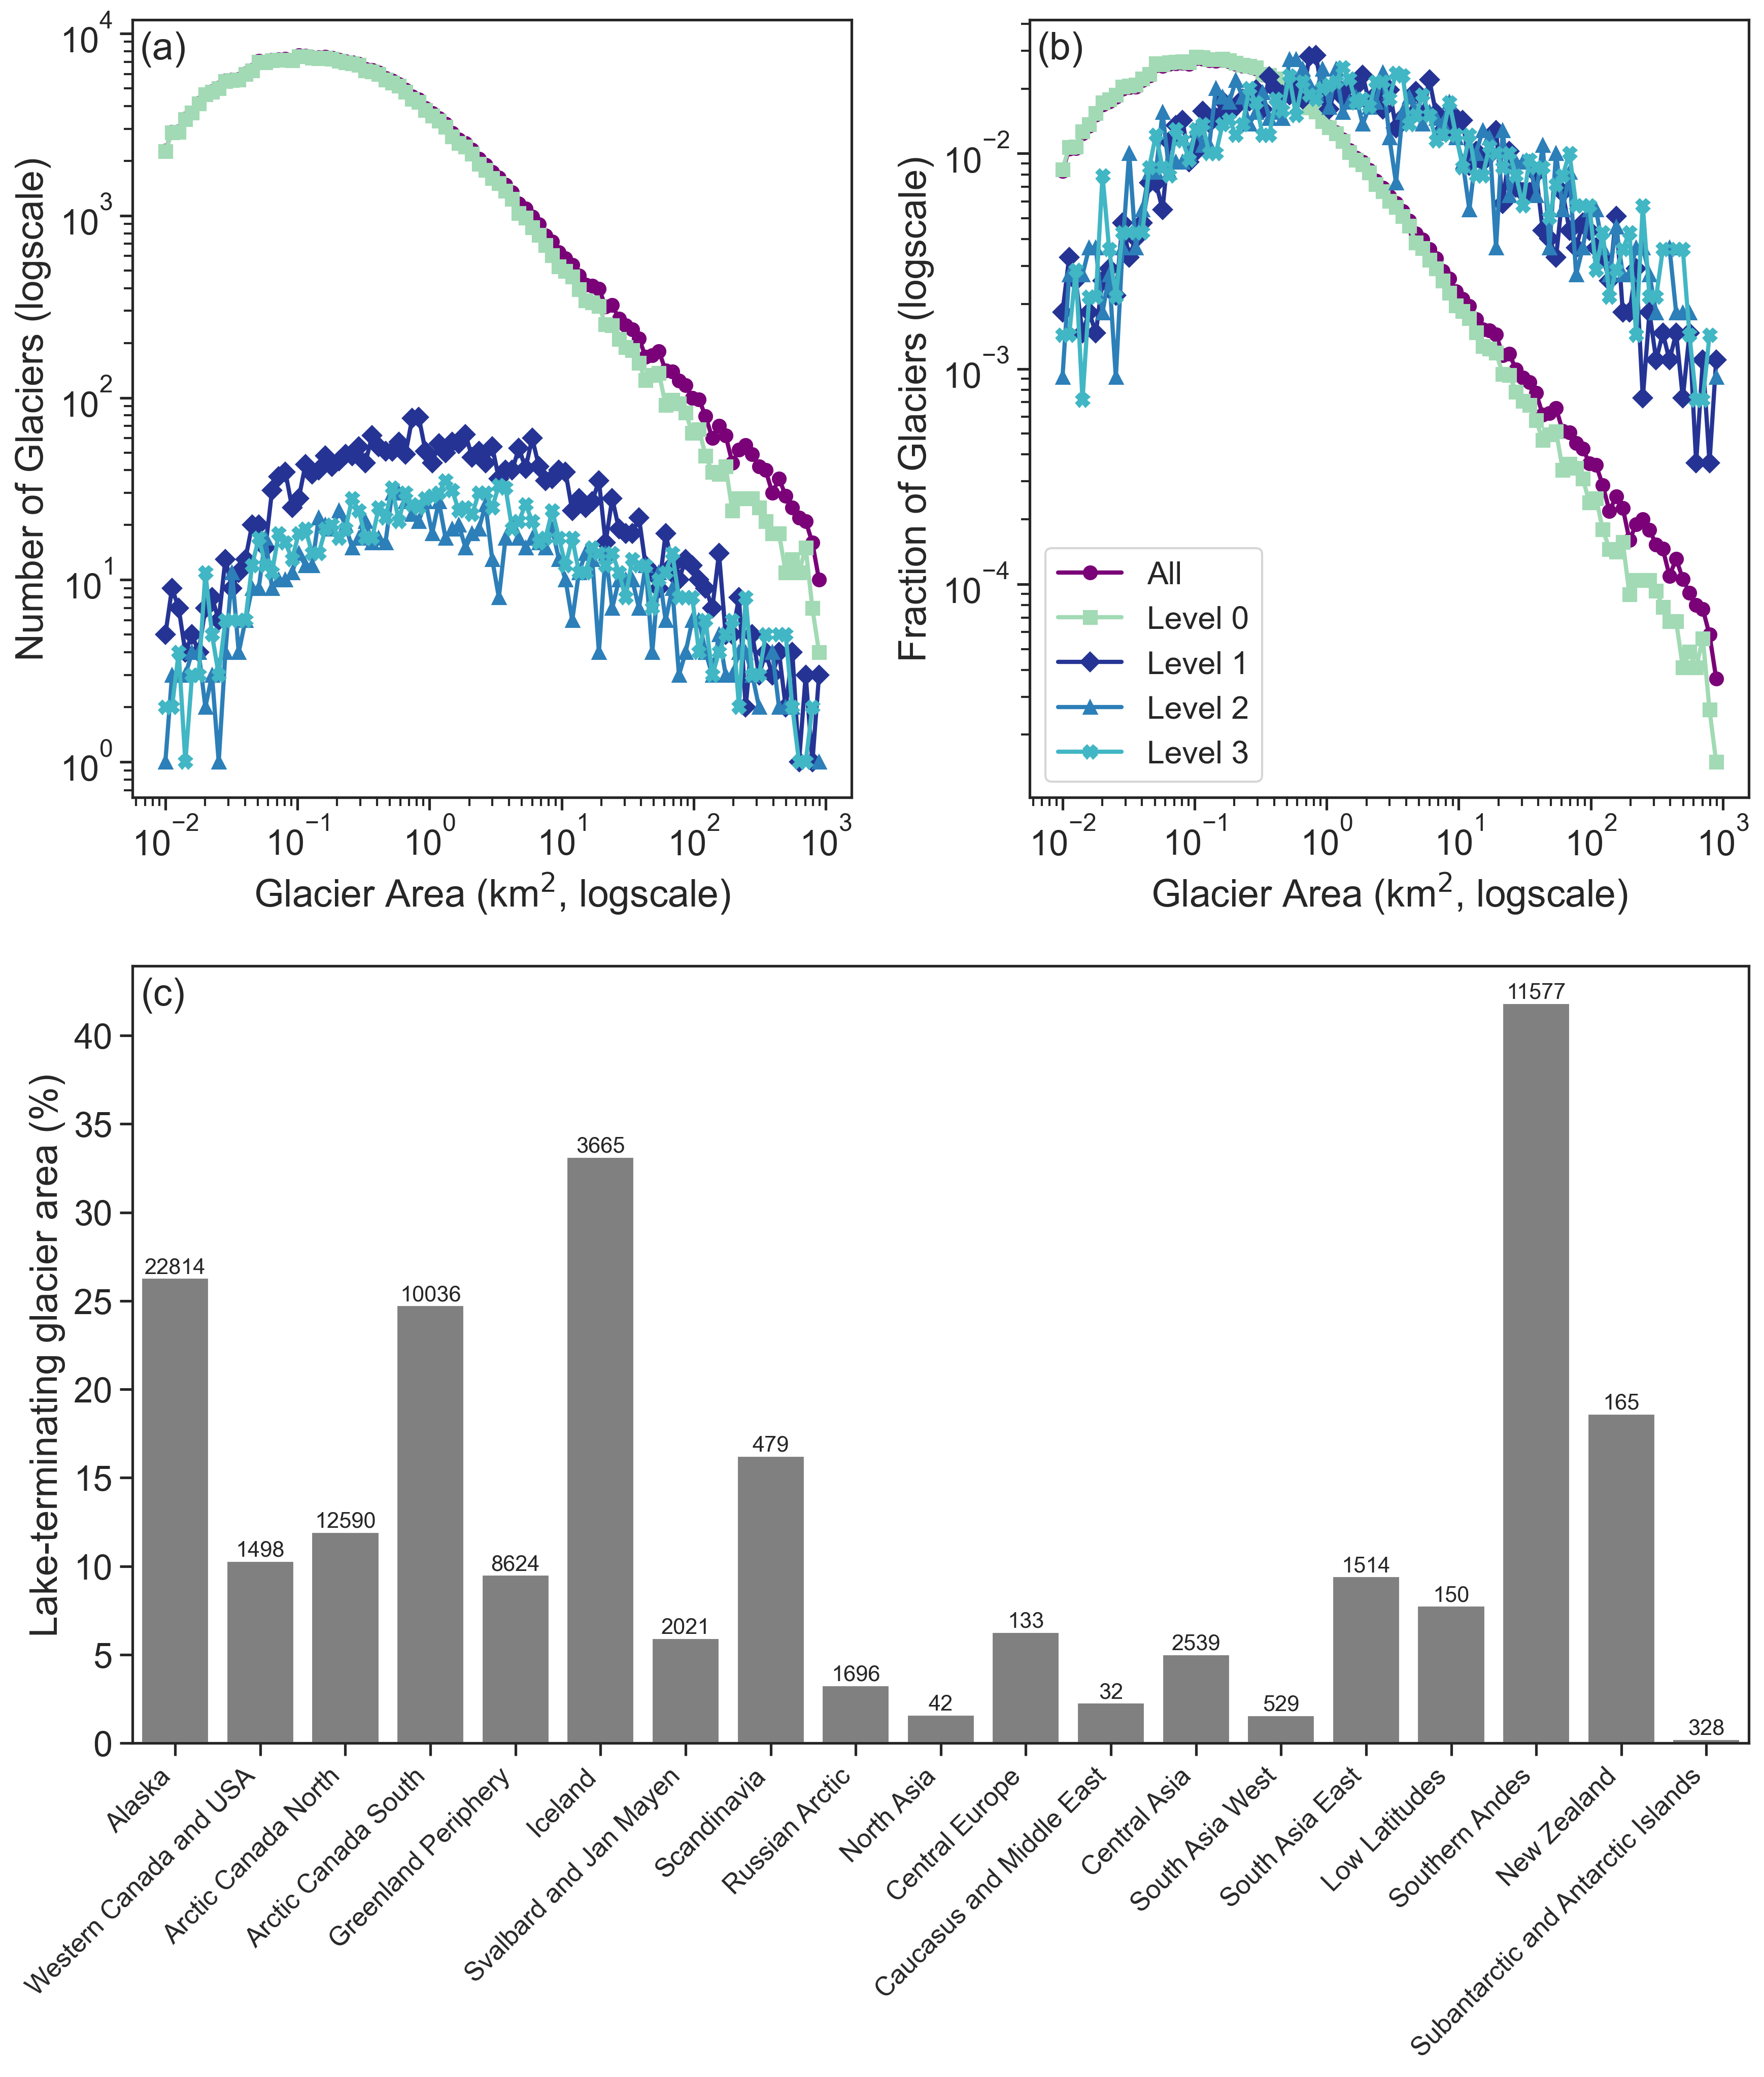 (a)
Number of Glaciers (logscale)
10^4
10^3
10^2
10^1
10^0
10^−2 10^−1 10^0 10^1 10^2 10^3
Glacier Area (km^2, logscale)
(b)
Fraction of Glaciers (logscale)
10^−2
10^−3
10^−4
All
Level 0
Level 1
Level 2
Level 3
10^−2 10^−1 10^0 10^1 10^2 10^3
Glacier Area (km^2, logscale)
(c)
Lake-terminating glacier area (%)
40
35
30
25
20
15
10
5
0
22814
1498
12590
10036
8624
3665
2021
479
1696
42
133
32
2539
529
1514
150
11577
165
328
Alaska
Western Canada and USA
Arctic Canada North
Arctic Canada South
Greenland Periphery
Iceland
Svalbard and Jan Mayen
Scandinavia
Russian Arctic
North Asia
Central Europe
Caucasus and Middle East
Central Asia
South Asia West
South Asia East
Low Latitudes
Southern Andes
New Zealand
Subantarctic and Antarctic Islands